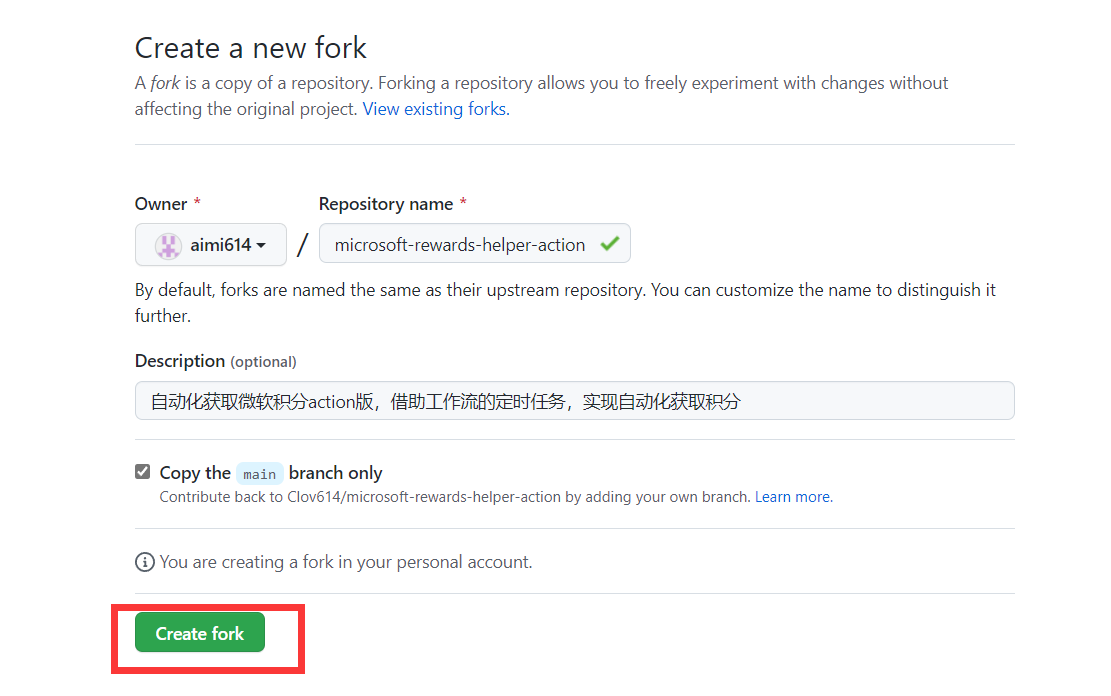 Create a new fork
A fork is a copy of a repository. Forking a repository allows you to freely experiment with changes without
affecting the original project. View existing forks.
Owner * Repository name *
aimi614 / microsoft-rewards-helper-action
By default, forks are named the same as their upstream repository. You can customize the name to distinguish it
further.
Description (optional)
自动化获取微软积分action版，借助工作流的定时任务，实现自动化获取积分
Copy the main branch only
Contribute back to Clov614/microsoft-rewards-helper-action by adding your own branch. Learn more.
You are creating a fork in your personal account.
Create fork